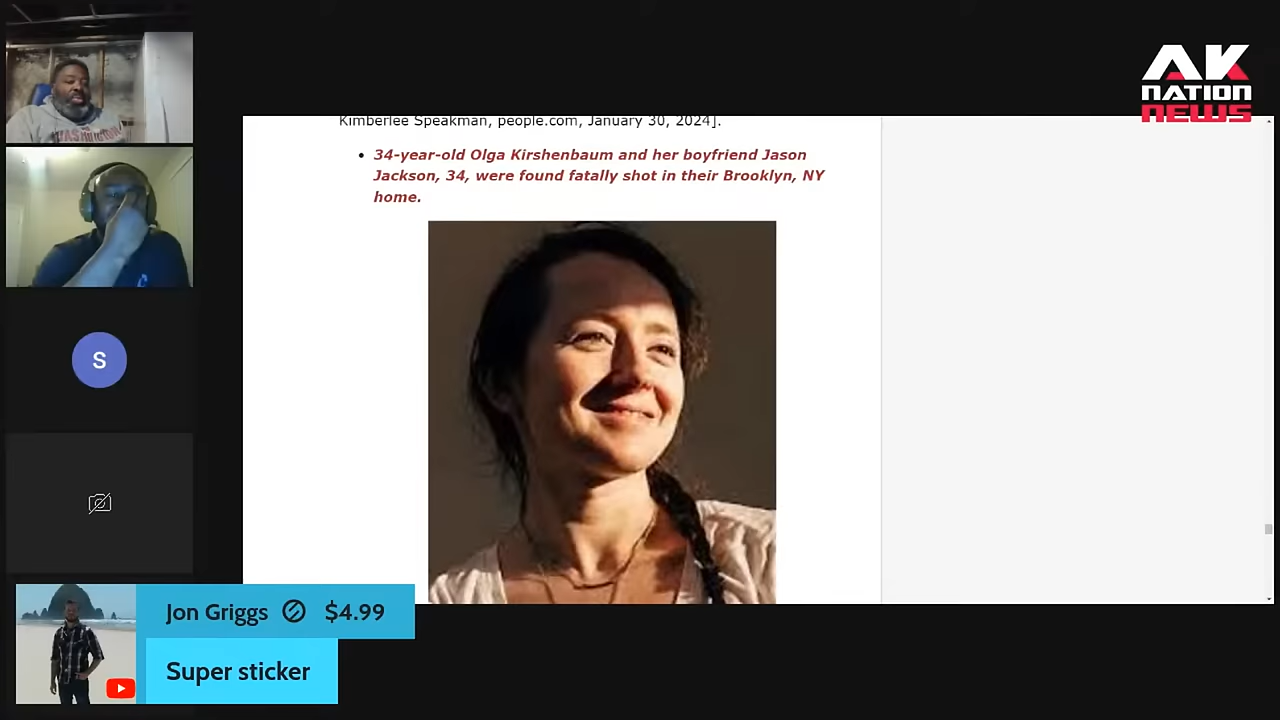 AK
NATION
NEWS
Kimberlee Speakman, people.com, January 30, 2024].
• 34-year-old Olga Kirshenbaum and her boyfriend Jason
Jackson, 34, were found fatally shot in their Brooklyn, NY
home.
WASHINGTON
S
Jon Griggs $4.99
Super sticker